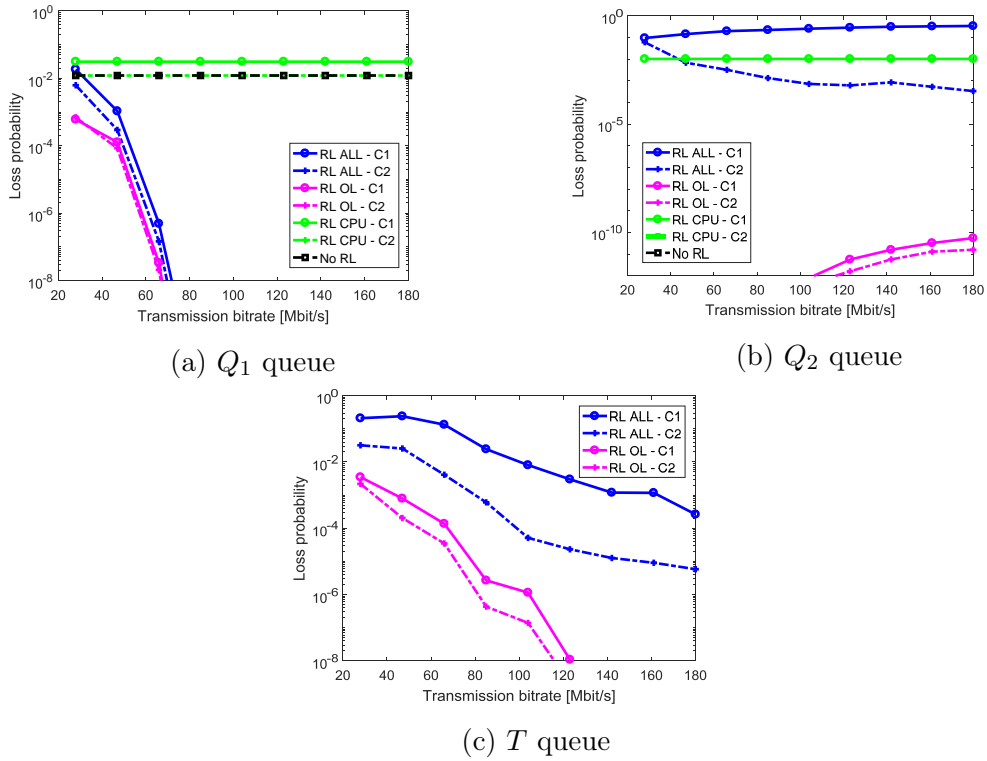 10^0
10^-2
10^-4
10^-6
10^-8
Loss probability
20 40 60 80 100 120 140 160 180
Transmission bitrate [Mbit/s]
RL ALL - C1
RL ALL - C2
RL OL - C1
RL OL - C2
RL CPU - C1
RL CPU - C2
No RL
(a) Q₁ queue
10^0
10^-5
10^-10
Loss probability
20 40 60 80 100 120 140 160 180
Transmission bitrate [Mbit/s]
RL ALL - C1
RL ALL - C2
RL OL - C1
RL OL - C2
RL CPU - C1
RL CPU - C2
No RL
(b) Q₂ queue
10^0
10^-2
10^-4
10^-6
10^-8
Loss probability
20 40 60 80 100 120 140 160 180
Transmission bitrate [Mbit/s]
RL ALL - C1
RL ALL - C2
RL OL - C1
RL OL - C2
(c) T queue